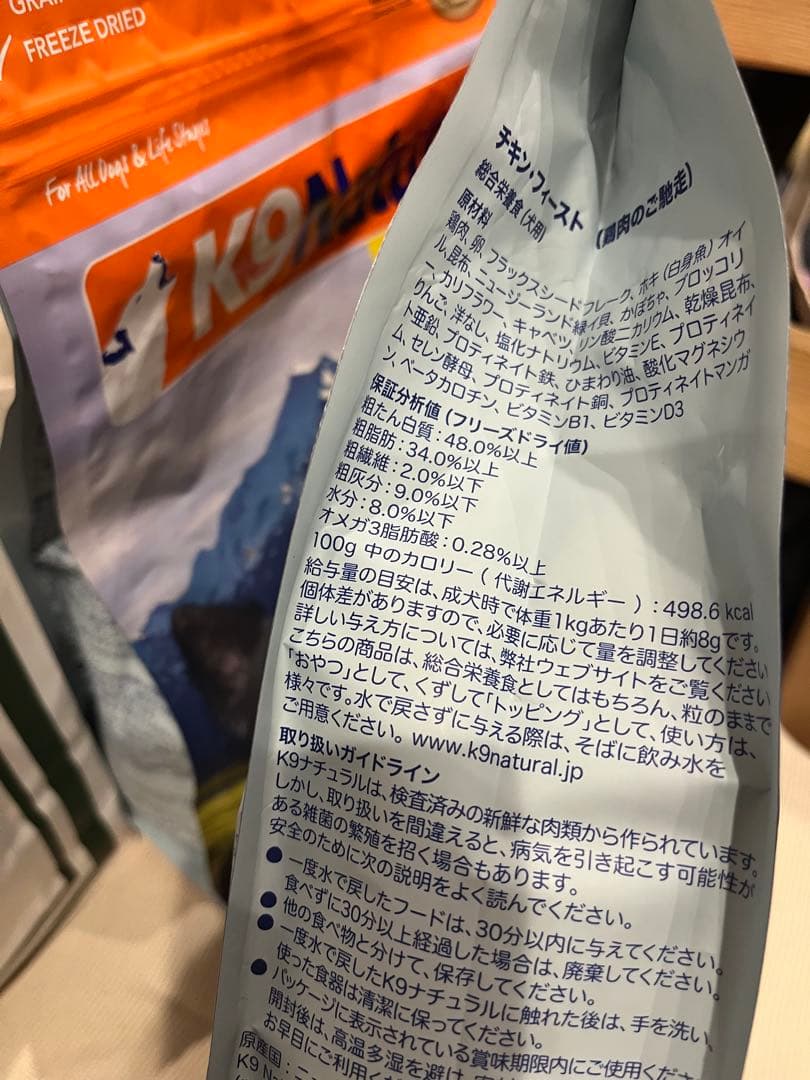 FREEZE DRIED
For All Dogs & Life Stages
K9Natu
チキン・フィースト (鶏肉のご馳走)
総合栄養食(犬用)
原材料
鶏肉、卵、フラックスシードフレーク、ホキ(白身魚)オイ
ル、昆布、ニュージーランド緑イ貝、かぼちゃ、ブロッコリ
ー、カリフラワー、キャベツ、リン酸二カリウム、乾燥昆布、
りんご、洋なし、塩化ナトリウム、ビタミンE、プロティネイ
ト亜鉛、プロティネイト鉄、ひまわり油、酸化マグネシウ
ム、セレン酵母、プロティネイト銅、プロティネイトマンガ
ン、ベータカロチン、ビタミンB1、ビタミンD3
保証分析値(フリーズドライ値)
粗たん白質:48.0%以上
粗脂肪:34.0%以上
粗繊維:2.0%以下
粗灰分:9.0%以下
水分:8.0%以下
オメガ3脂肪酸:0.28%以上
100g 中のカロリー(代謝エネルギー):498.6 kcal
給与量の目安は、成犬時で体重1kgあたり1日約8gです。
個体差がありますので、必要に応じて量を調整してください
詳しい与え方については、弊社ウェブサイトをご覧ください
こちらの商品は、総合栄養食としてはもちろん、粒のままで
「おやつ」として、くずして「トッピング」として、使い方は、
様々です。水で戻さずに与える際は、そばに飲み水を
ご用意ください。www.k9natural.jp
取り扱いガイドライン
K9ナチュラルは、検査済みの新鮮な肉類から作られています。
しかし、取り扱いを間違えると、病気を引き起こす可能性が
ある雑菌の繁殖を招く場合もあります。
安全のために次の説明をよく読んでください。
● 一度水で戻したフードは、30分以内に与えてください。
食べずに30分以上経過した場合は、廃棄してください。
● 他の食べ物と分けて、保存してください。
● 一度水で戻したK9ナチュラルに触れた後は、手を洗い、
使った食器は清潔に保ってください。
● パッケージに表示されている賞味期限内にご使用くださ
開封後は、高温多湿を避け、
お早目にご利用くだ
原産国:ニュ
K9 Na